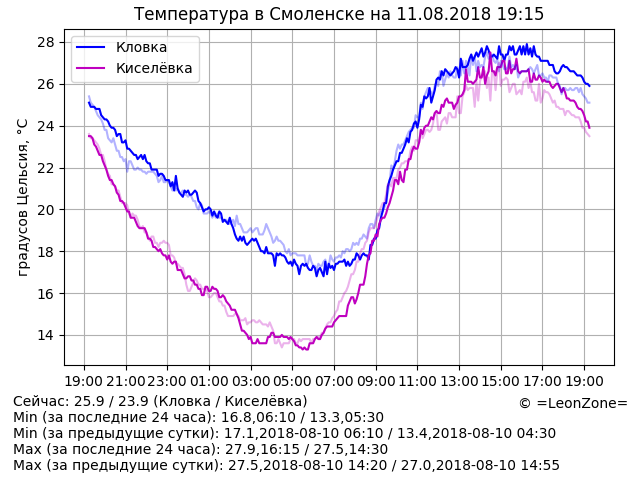 Температура в Смоленске на 11.08.2018 19:15
Кловка
Киселёвка
градусов Цельсия, °C
28
26
24
22
20
18
16
14
19:00 21:00 23:00 01:00 03:00 05:00 07:00 09:00 11:00 13:00 15:00 17:00 19:00
Сейчас: 25.9 / 23.9 (Кловка / Киселёвка)
© =LeonZone=
Min (за последние 24 часа): 16.8,06:10 / 13.3,05:30
Min (за предыдущие сутки): 17.1,2018-08-10 06:10 / 13.4,2018-08-10 04:30
Max (за последние 24 часа): 27.9,16:15 / 27.5,14:30
Max (за предыдущие сутки): 27.5,2018-08-10 14:20 / 27.0,2018-08-10 14:55